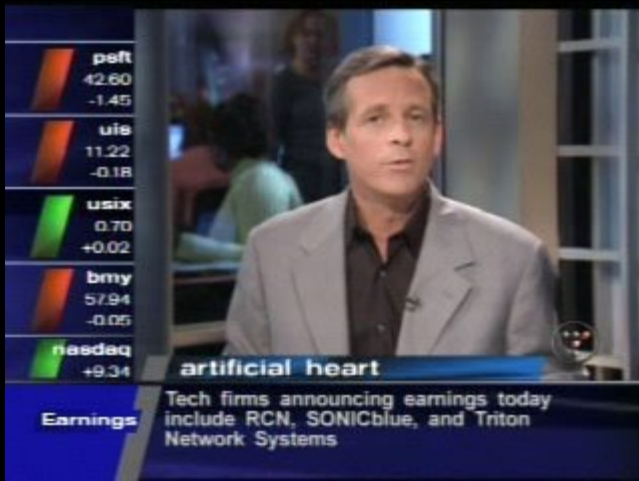 psft
42.60
-1.45
uis
11.22
-0.18
usix
0.70
+0.02
bmy
57.94
-0.05
nasdaq
+9.34
artificial heart
Earnings
Tech firms announcing earnings today
include RCN, SONICblue, and Triton
Network Systems